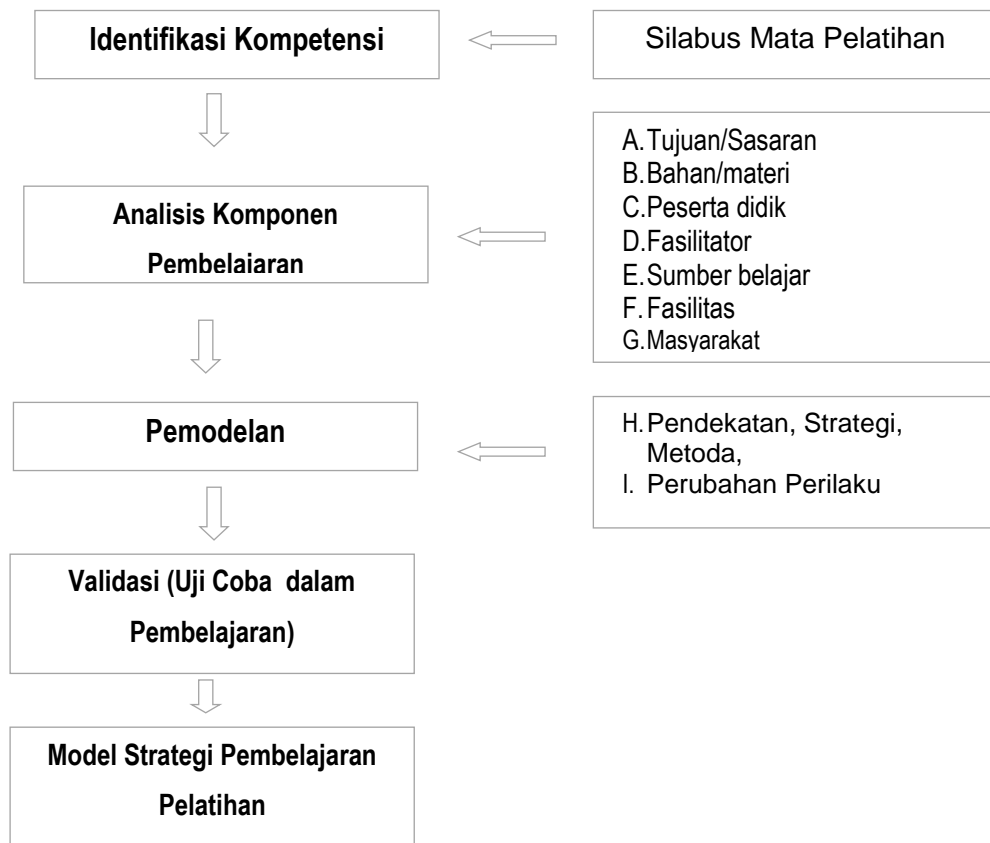 Identifikasi Kompetensi
Silabus Mata Pelatihan
A.Tujuan/Sasaran
B.Bahan/materi
C.Peserta didik
D.Fasilitator
E.Sumber belajar
F.Fasilitas
G.Masyarakat
Analisis Komponen
Pembelajaran
Pemodelan
H.Pendekatan, Strategi,
Metoda,
I. Perubahan Perilaku
Validasi (Uji Coba dalam
Pembelajaran)
Model Strategi Pembelajaran
Pelatihan